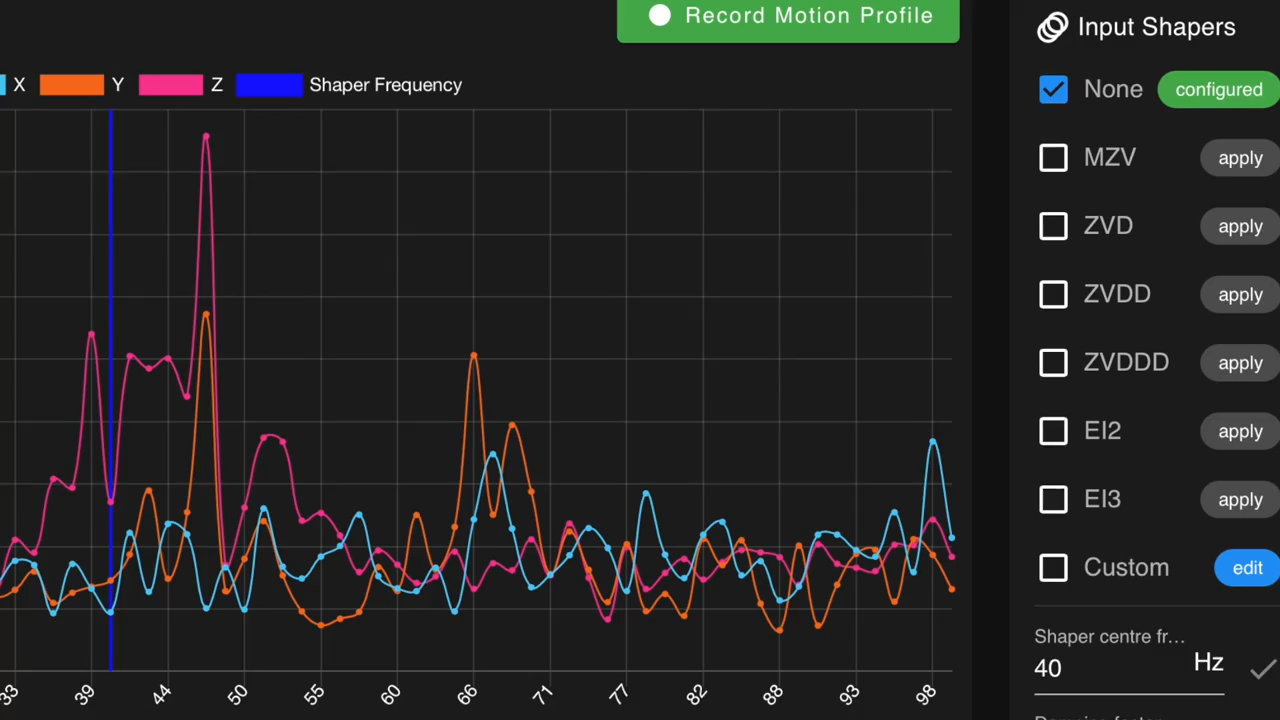 Record Motion Profile
X Y Z Shaper Frequency
33 39 44 50 55 60 66 71 77 82 88 93 98
Input Shapers
None configured
MZV apply
ZVD apply
ZVDD apply
ZVDDD apply
EI2 apply
EI3 apply
Custom edit
Shaper centre fr...
40 Hz